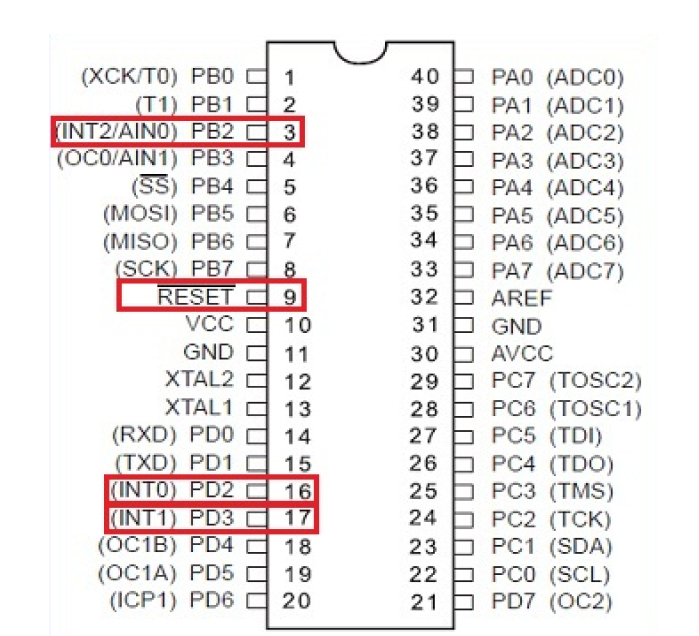 (XCK/T0) PB0 1 40 PA0 (ADC0)
(T1) PB1 2 39 PA1 (ADC1)
(INT2/AIN0) PB2 3 38 PA2 (ADC2)
(OC0/AIN1) PB3 4 37 PA3 (ADC3)
(SS) PB4 5 36 PA4 (ADC4)
(MOSI) PB5 6 35 PA5 (ADC5)
(MISO) PB6 7 34 PA6 (ADC6)
(SCK) PB7 8 33 PA7 (ADC7)
RESET 9 32 AREF
VCC 10 31 GND
GND 11 30 AVCC
XTAL2 12 29 PC7 (TOSC2)
XTAL1 13 28 PC6 (TOSC1)
(RXD) PD0 14 27 PC5 (TDI)
(TXD) PD1 15 26 PC4 (TDO)
(INT0) PD2 16 25 PC3 (TMS)
(INT1) PD3 17 24 PC2 (TCK)
(OC1B) PD4 18 23 PC1 (SDA)
(OC1A) PD5 19 22 PC0 (SCL)
(ICP1) PD6 20 21 PD7 (OC2)